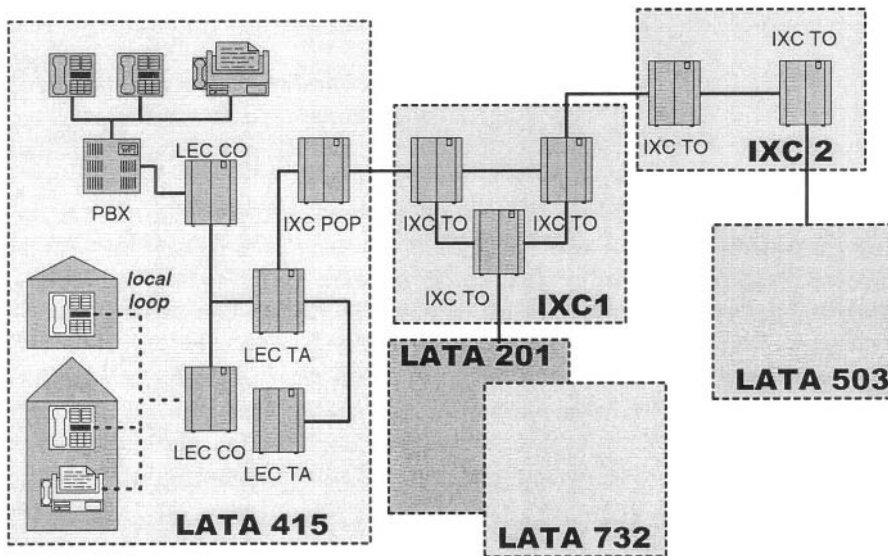 IXC TO
LEC CO
IXC TO
IXC 2
PBX
IXC POP
IXC TO
IXC TO
local
loop
IXC TO
IXC1
LEC TA
LATA 201
LATA 503
LEC CO
LEC TA
LATA 415
LATA 732